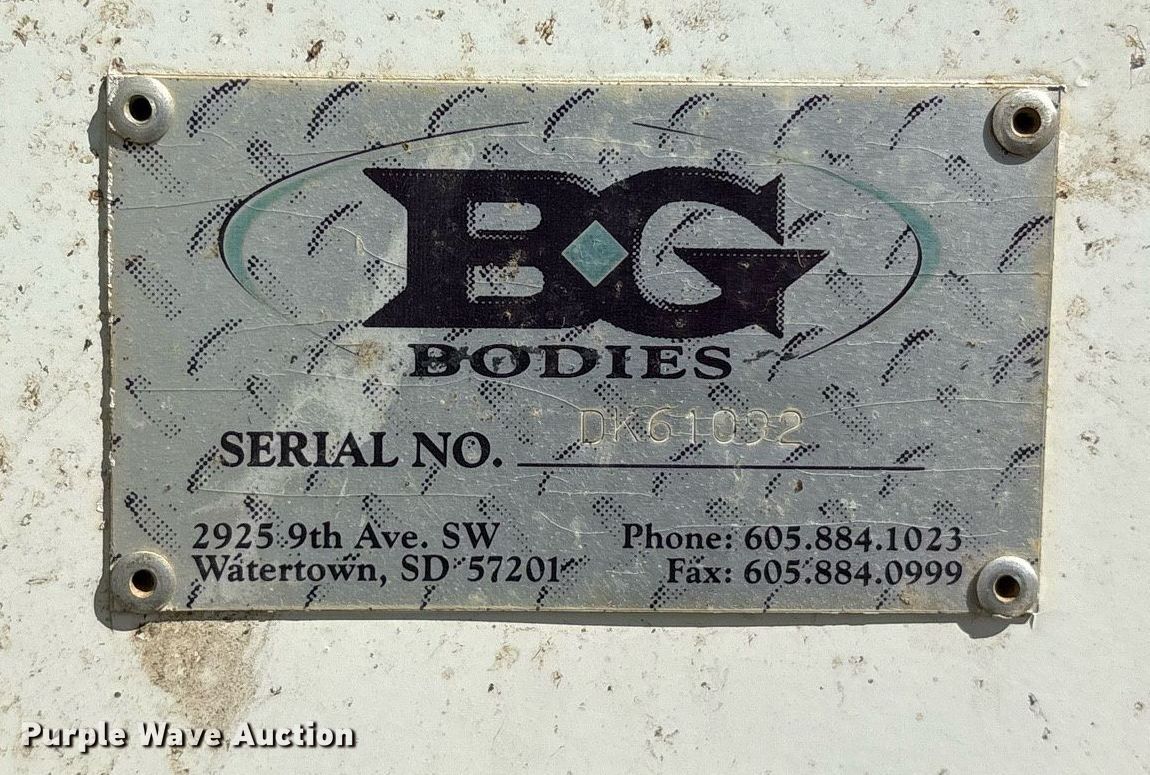 BG
BODIES
SERIAL NO. DK61032
2925 9th Ave. SW
Watertown, SD 57201
Phone: 605.884.1023
Fax: 605.884.0999
Purple Wave Auction